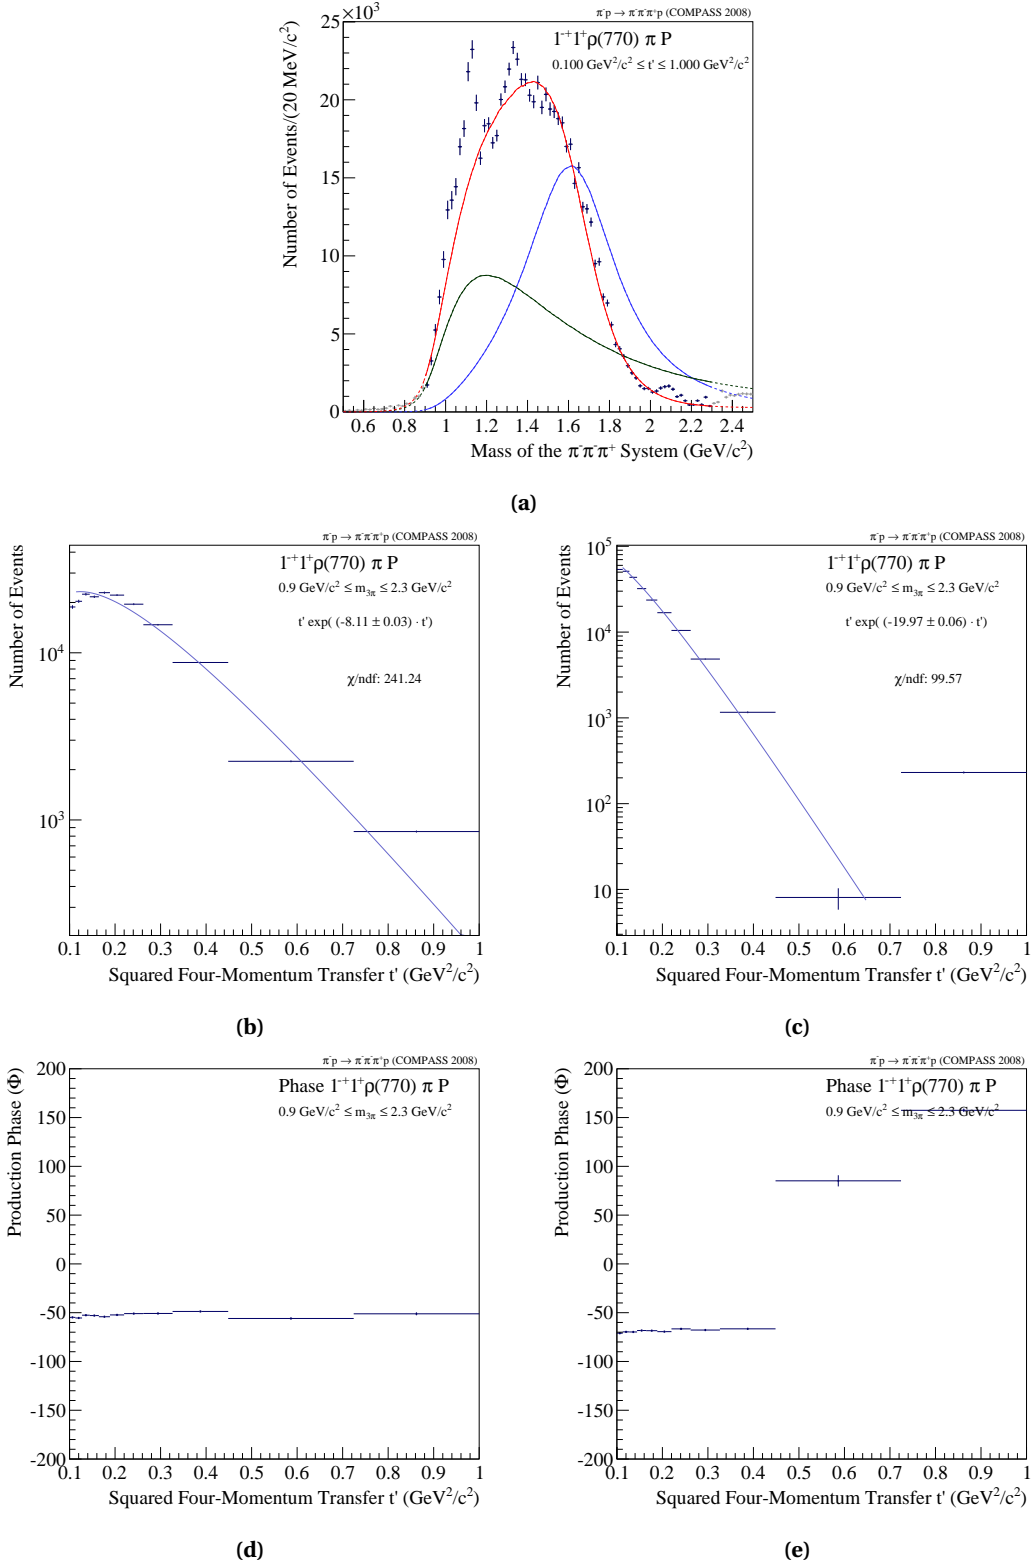 π⁻p → π⁻π⁻π⁺p (COMPASS 2008)
×10³
1⁻⁺1⁺ρ(770) π P
0.100 GeV²/c² ≤ t' ≤ 1.000 GeV²/c²
Number of Events/(20 MeV/c²)
25
20
15
10
5
0
0.6 0.8 1 1.2 1.4 1.6 1.8 2 2.2 2.4
Mass of the π⁻π⁻π⁺ System (GeV/c²)
(a)
π⁻p → π⁻π⁻π⁺p (COMPASS 2008)
1⁻⁺1⁺ρ(770) π P
0.9 GeV/c² ≤ m3π ≤ 2.3 GeV/c²
t' exp( (-8.11 ± 0.03) · t')
χ/ndf: 241.24
Number of Events
10⁴
10³
0.1 0.2 0.3 0.4 0.5 0.6 0.7 0.8 0.9 1
Squared Four-Momentum Transfer t' (GeV²/c²)
(b)
π⁻p → π⁻π⁻π⁺p (COMPASS 2008)
1⁻⁺1⁺ρ(770) π P
0.9 GeV/c² ≤ m3π ≤ 2.3 GeV/c²
t' exp( (-19.97 ± 0.06) · t')
χ/ndf: 99.57
Number of Events
10⁵
10⁴
10³
10²
10
0.1 0.2 0.3 0.4 0.5 0.6 0.7 0.8 0.9 1
Squared Four-Momentum Transfer t' (GeV²/c²)
(c)
π⁻p → π⁻π⁻π⁺p (COMPASS 2008)
Phase 1⁻⁺1⁺ρ(770) π P
0.9 GeV/c² ≤ m3π ≤ 2.3 GeV/c²
Production Phase (Φ)
200
150
100
50
0
-50
-100
-150
-200
0.1 0.2 0.3 0.4 0.5 0.6 0.7 0.8 0.9 1
Squared Four-Momentum Transfer t' (GeV²/c²)
(d)
π⁻p → π⁻π⁻π⁺p (COMPASS 2008)
Phase 1⁻⁺1⁺ρ(770) π P
0.9 GeV/c² ≤ m3π ≤ 2.3 GeV/c²
Production Phase (Φ)
200
150
100
50
0
-50
-100
-150
-200
0.1 0.2 0.3 0.4 0.5 0.6 0.7 0.8 0.9 1
Squared Four-Momentum Transfer t' (GeV²/c²)
(e)